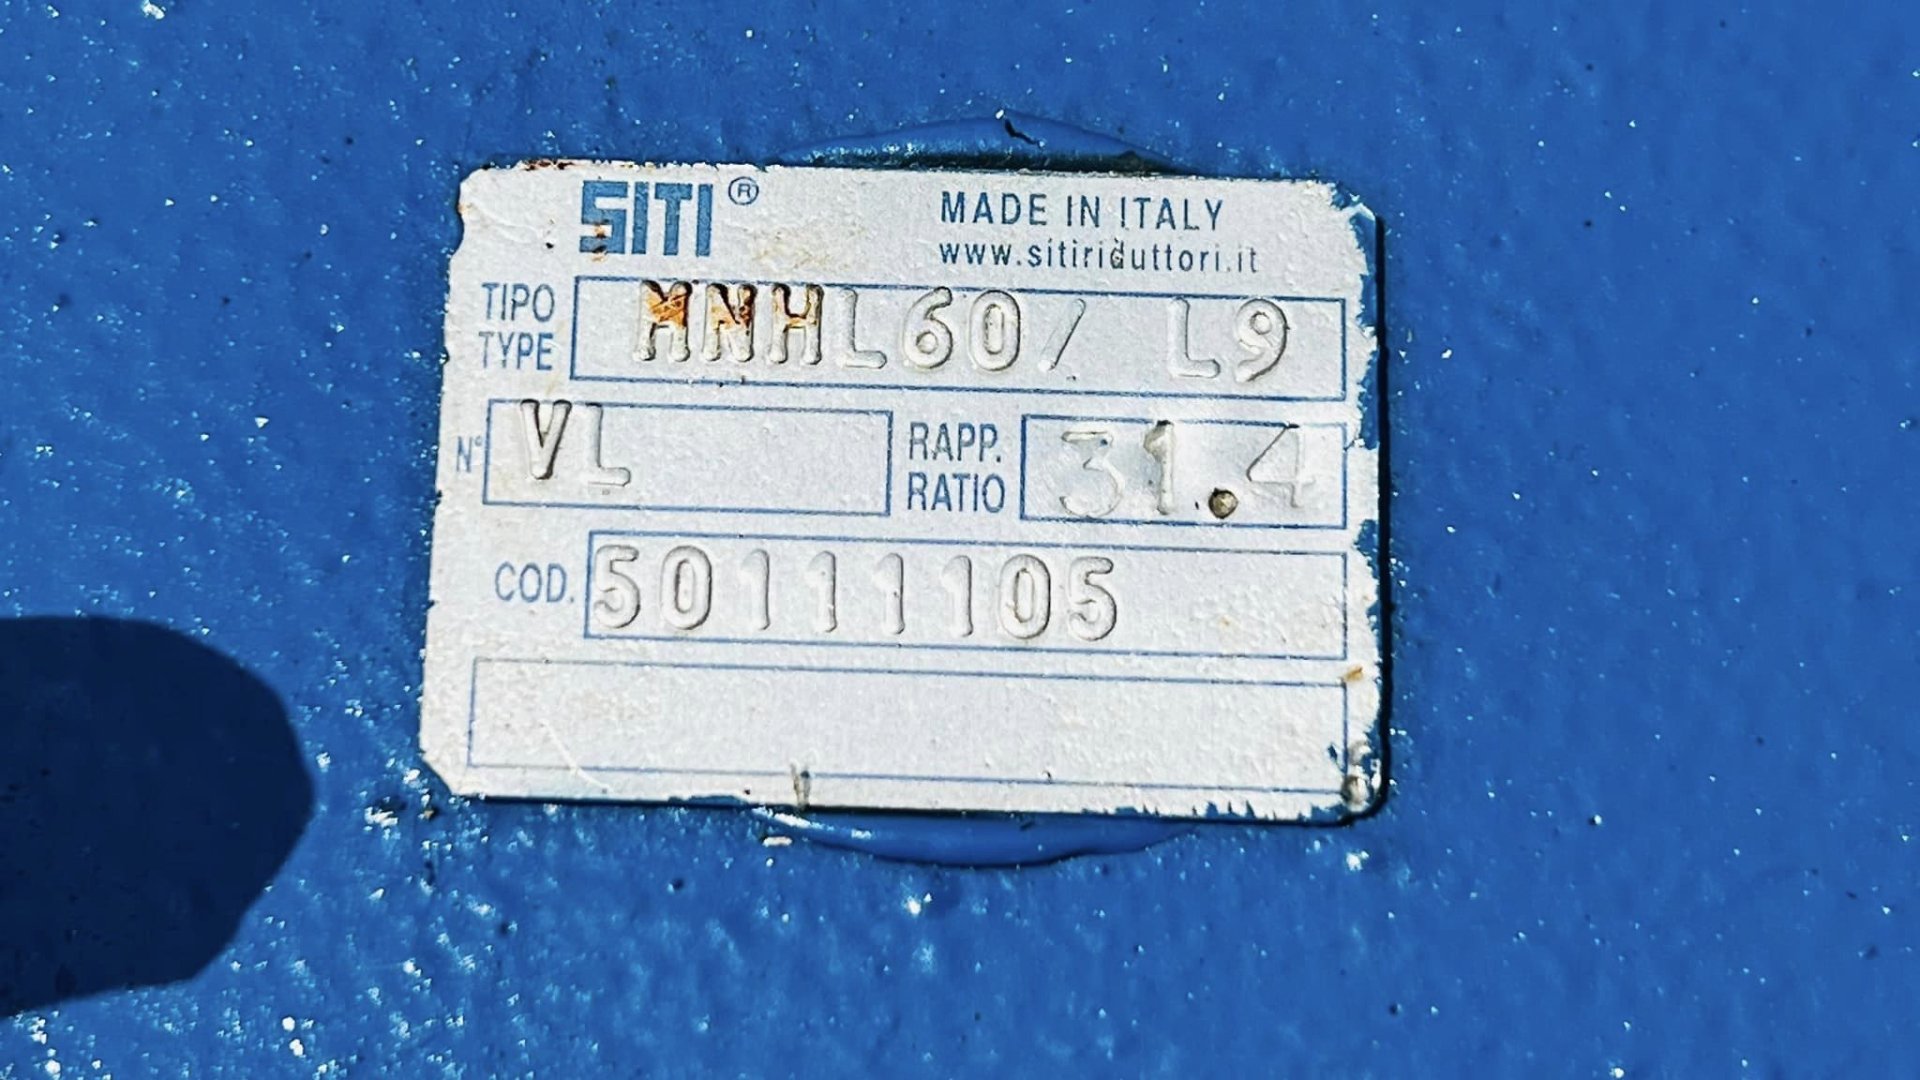 SITI ® MADE IN ITALY
www.sitiriduttori.it
TIPO
TYPE MNHL60/ L9
N° VL RAPP. RATIO 31.4
COD. 50111105